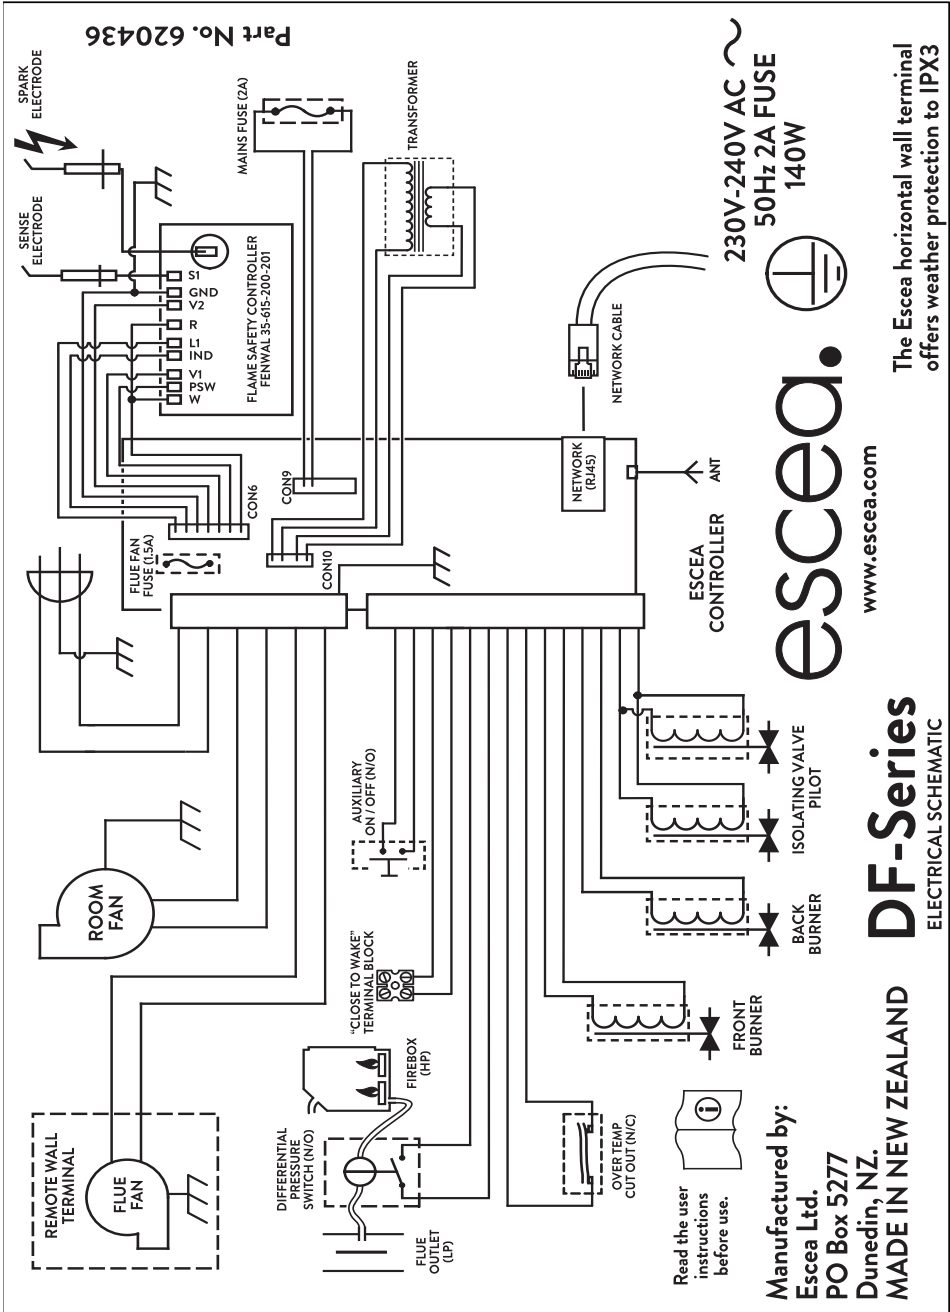 Part No. 620436
SPARK
ELECTRODE
SENSE
ELECTRODE
S1
GND
V2
R
L1
IND
V1
PSW
W
FLAME SAFETY CONTROLLER
FENWAL 35-615-200-201
MAINS FUSE (2A)
TRANSFORMER
CON6
CON9
CON10
FLUE FAN
FUSE (1.5A)
NETWORK CABLE
NETWORK
(RJ45)
ANT
ESCEA
CONTROLLER
ROOM
FAN
REMOTE WALL
TERMINAL
FLUE
FAN
AUXILIARY
ON / OFF (N/O)
“CLOSE TO WAKE”
TERMINAL BLOCK
FIREBOX
(HP)
DIFFERENTIAL
PRESSURE
SWITCH (N/O)
FLUE
OUTLET
(LP)
OVER TEMP
CUT OUT (N/C)
FRONT
BURNER
BACK
BURNER
ISOLATING VALVE
PILOT
230V-240V AC
50Hz 2A FUSE
140W
escea.
www.escea.com
The Escea horizontal wall terminal
offers weather protection to IPX3
DF-Series
ELECTRICAL SCHEMATIC
i
Read the user
instructions
before use.
Manufactured by:
Escea Ltd.
PO Box 5277
Dunedin, NZ.
MADE IN NEW ZEALAND